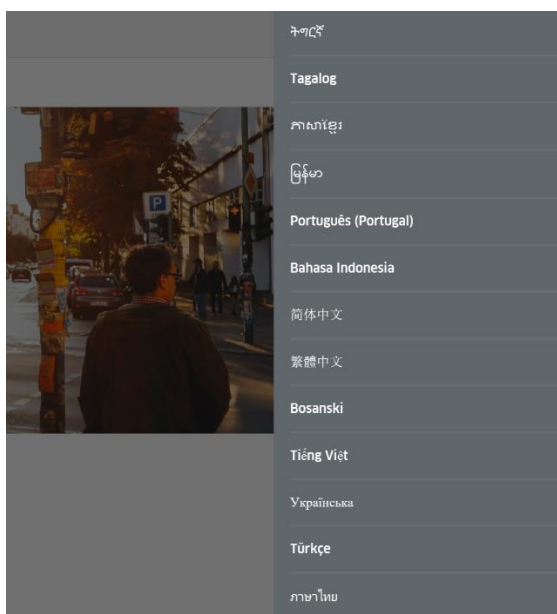 ትግርኛ
Tagalog
ភាសាខ្មែរ
မြန်မာ
Português (Portugal)
Bahasa Indonesia
简体中文
繁體中文
Bosanski
Tiếng Việt
Українська
Türkçe
ภาษาไทย
P